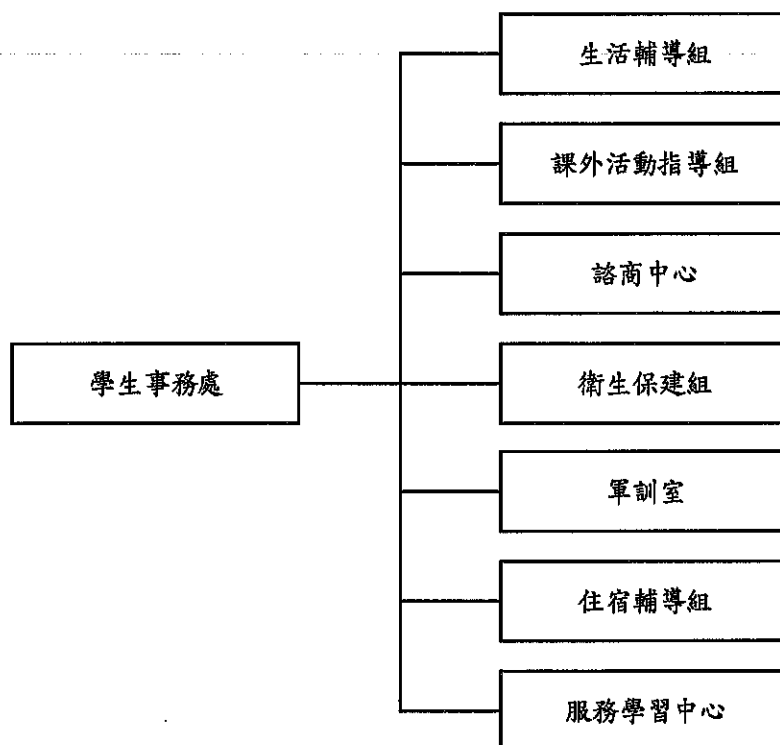 生活輔導組
課外活動指導組
諮商中心
學生事務處
衛生保建組
軍訓室
住宿輔導組
服務學習中心